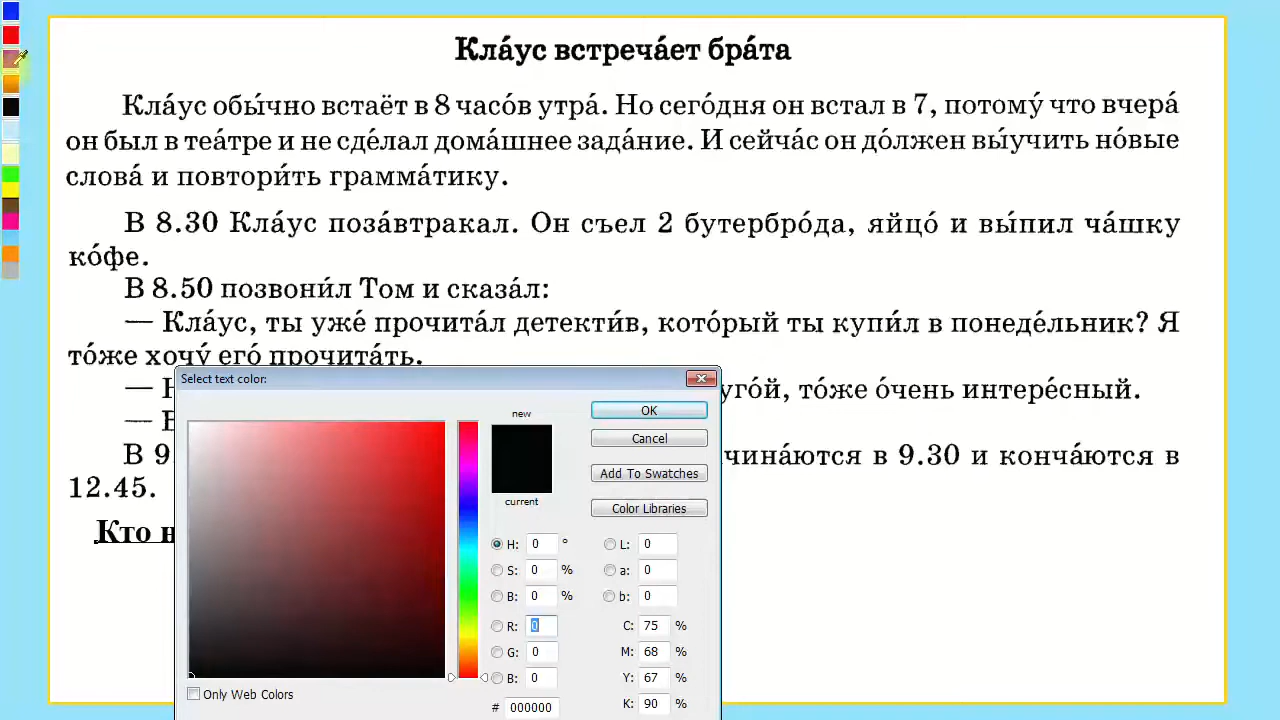 Кла́ус встреча́ет бра́та
Кла́ус обы́чно встаёт в 8 часо́в утра́. Но сего́дня он встал в 7, потому́ что вчера́
он был в теа́тре и не сде́лал дома́шнее зада́ние. И сейча́с он до́лжен вы́учить но́вые
слова́ и повтори́ть грамма́тику.
В 8.30 Кла́ус поза́втракал. Он съел 2 бутербро́да, яйцо́ и вы́пил ча́шку
ко́фе.
В 8.50 позвони́л Том и сказа́л:
— Кла́ус, ты уже́ прочита́л детекти́в, кото́рый ты купи́л в понеде́льник? Я
то́же хочу́ его́ прочита́ть.
— уго́й, то́же о́чень интере́сный.
—
В 9 чина́ются в 9.30 и конча́ются в
12.45.
Кто н
Select text color:
new
current
OK
Cancel
Add To Swatches
Color Libraries
H: 0 °
S: 0 %
B: 0 %
R: 0
G: 0
B: 0
# 000000
L: 0
a: 0
b: 0
C: 75 %
M: 68 %
Y: 67 %
K: 90 %
Only Web Colors